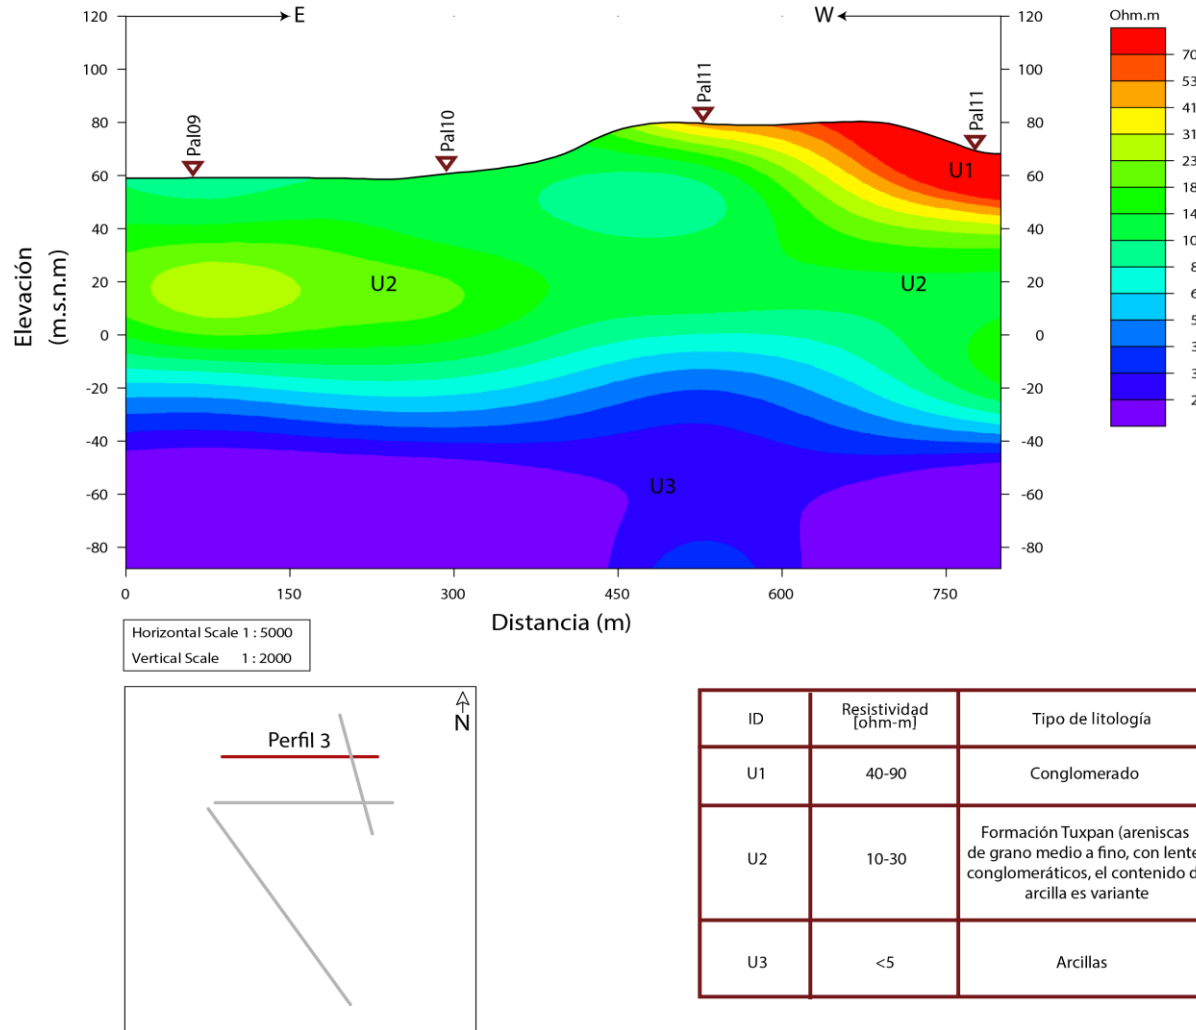 120
E
W
120
Ohm.m
100
100
80
80
60
60
40
40
20
20
0
0
-20
-20
-40
-40
-60
-60
-80
-80
Pal09
Pal10
Pal11
Pal11
U1
U2
U2
U3
70
53
41
30
23
18
14
10
8
6
5
3
3
2
Elevación
(m.s.n.m)
0
150
300
450
600
750
Distancia (m)
Horizontal Scale 1 : 5000
Vertical Scale 1 : 2000
N
Perfil 3
ID
Resistividad
[ohm-m]
Tipo de litología
U1
40-90
Conglomerado
U2
10-30
Formación Tuxpan (areniscas
de grano medio a fino, con lente
conglomeráticos, el contenido d
arcilla es variante
U3
<5
Arcillas